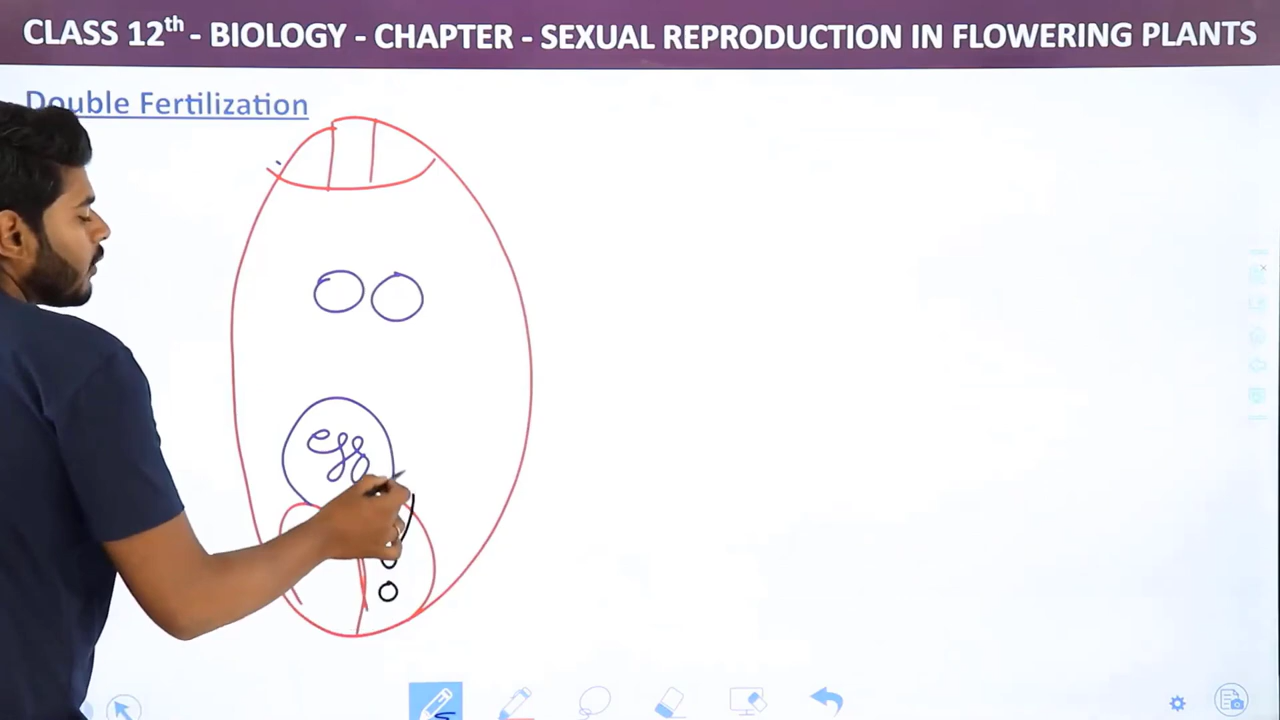 CLASS 12th - BIOLOGY - CHAPTER - SEXUAL REPRODUCTION IN FLOWERING PLANTS
Double Fertilization
egg